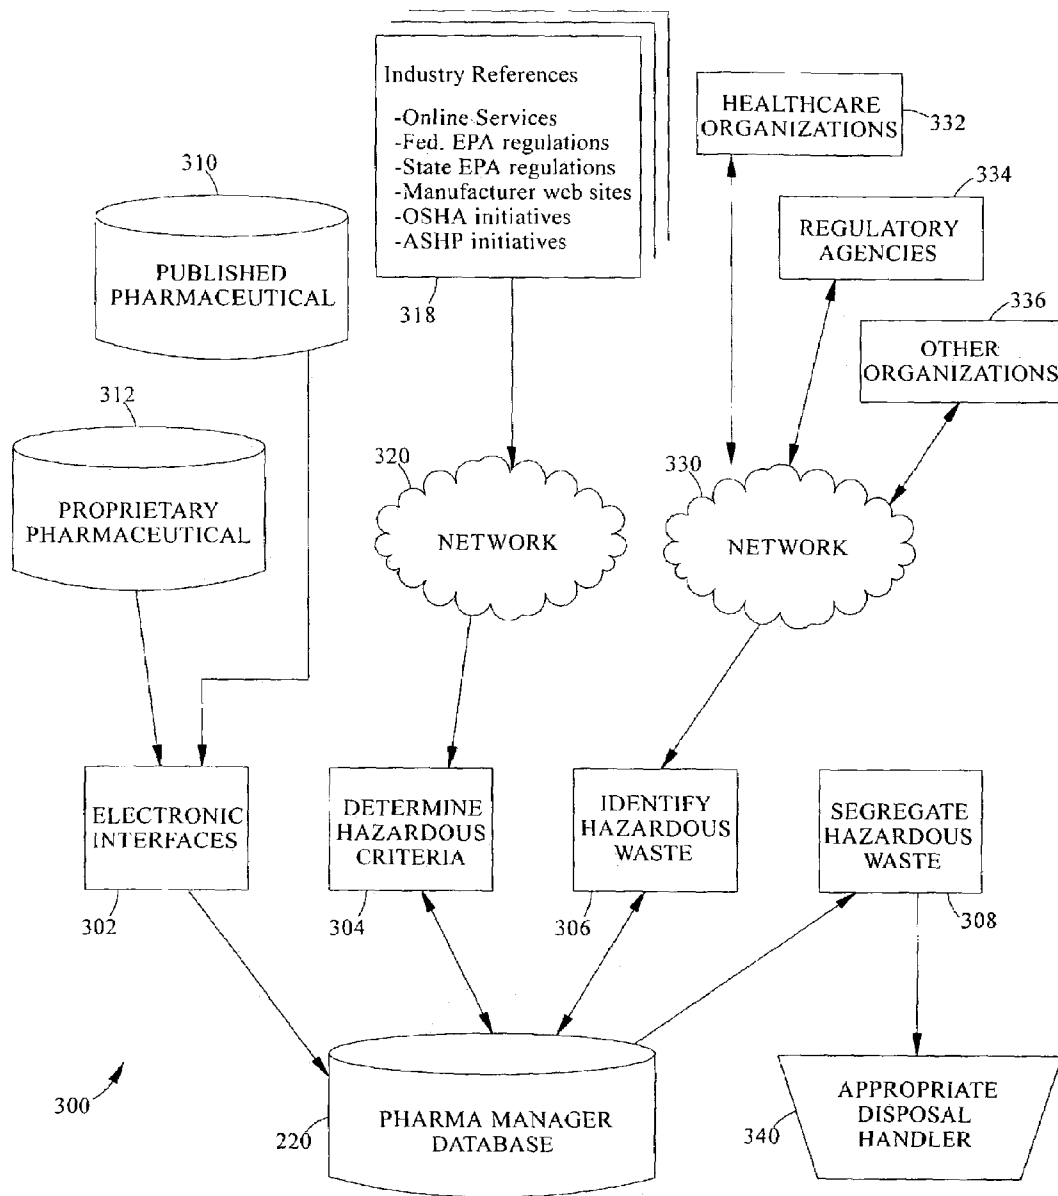 Industry References
-Online Services
-Fed. EPA regulations
-State EPA regulations
-Manufacturer web sites
-OSHA initiatives
-ASHP initiatives
318
HEALTHCARE
ORGANIZATIONS
332
334
REGULATORY
AGENCIES
336
OTHER
ORGANIZATIONS
310
PUBLISHED
PHARMACEUTICAL
312
PROPRIETARY
PHARMACEUTICAL
320
NETWORK
330
NETWORK
ELECTRONIC
INTERFACES
302
DETERMINE
HAZARDOUS
CRITERIA
304
IDENTIFY
HAZARDOUS
WASTE
306
SEGREGATE
HAZARDOUS
WASTE
308
300
220
PHARMA MANAGER
DATABASE
340
APPROPRIATE
DISPOSAL
HANDLER